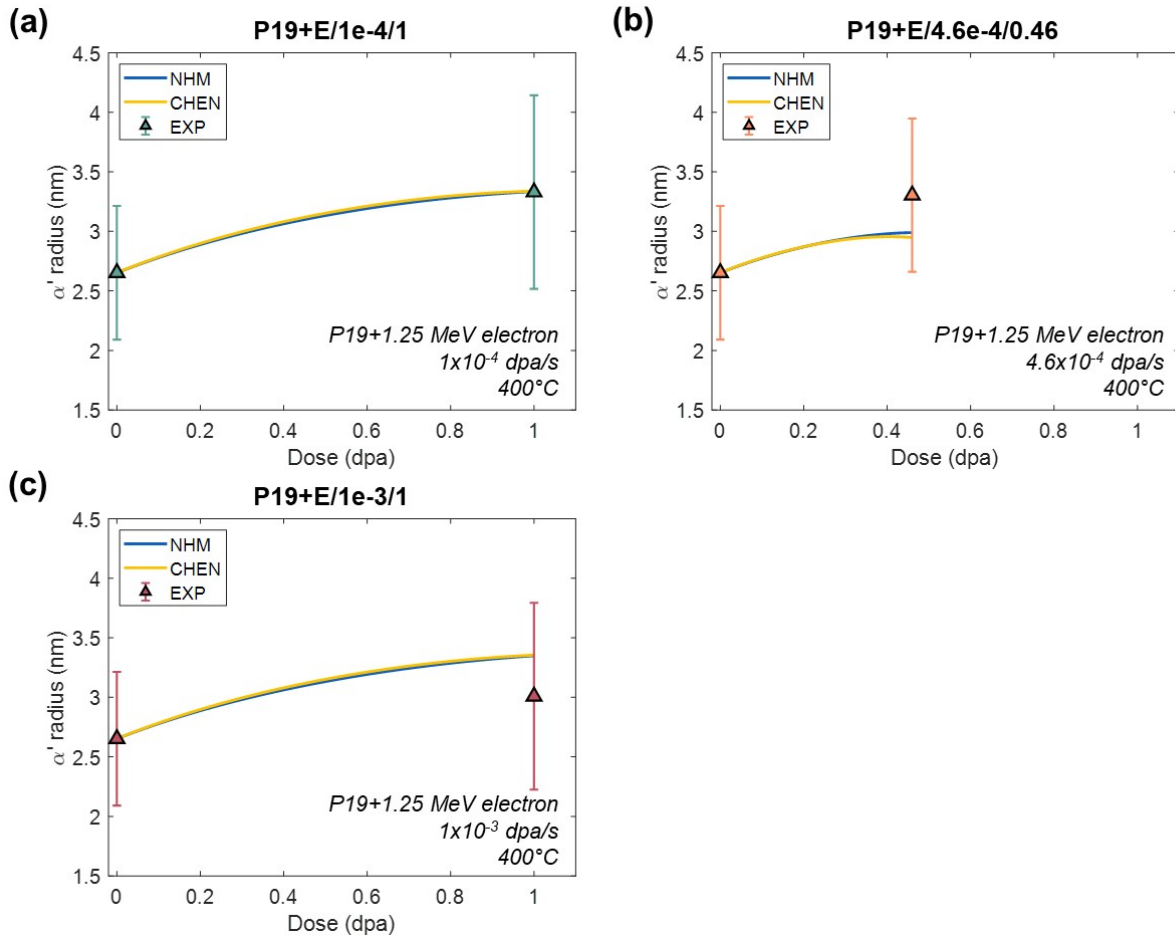 (a)
P19+E/1e-4/1
4.5
4
3.5
3
2.5
2
1.5
α' radius (nm)
NHM
CHEN
EXP
P19+1.25 MeV electron
1x10⁻⁴ dpa/s
400°C
0 0.2 0.4 0.6 0.8 1
Dose (dpa)
(b)
P19+E/4.6e-4/0.46
4.5
4
3.5
3
2.5
2
1.5
α' radius (nm)
NHM
CHEN
EXP
P19+1.25 MeV electron
4.6x10⁻⁴ dpa/s
400°C
0 0.2 0.4 0.6 0.8 1
Dose (dpa)
(c)
P19+E/1e-3/1
4.5
4
3.5
3
2.5
2
1.5
α' radius (nm)
NHM
CHEN
EXP
P19+1.25 MeV electron
1x10⁻³ dpa/s
400°C
0 0.2 0.4 0.6 0.8 1
Dose (dpa)